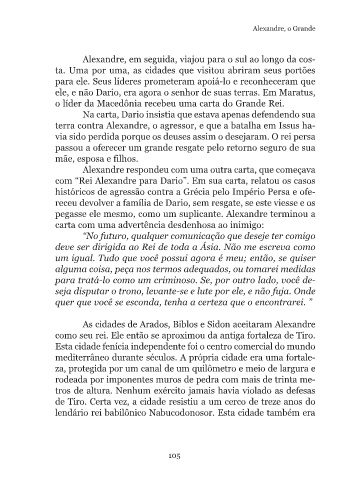 Alexandre, o Grande
Alexandre, em seguida, viajou para o sul ao longo da cos-
ta. Uma por uma, as cidades que visitou abriram seus portões
para ele. Seus líderes prometeram apoiá-lo e reconheceram que
ele, e não Dario, era agora o senhor de suas terras. Em Maratus,
o líder da Macedônia recebeu uma carta do Grande Rei.
Na carta, Dario insistia que estava apenas defendendo sua
terra contra Alexandre, o agressor, e que a batalha em Issus ha-
via sido perdida porque os deuses assim o desejaram. O rei persa
passou a oferecer um grande resgate pelo retorno seguro de sua
mãe, esposa e filhos.
Alexandre respondeu com uma outra carta, que começava
com “Rei Alexandre para Dario”. Em sua carta, relatou os casos
históricos de agressão contra a Grécia pelo Império Persa e ofe-
receu devolver a família de Dario, sem resgate, se este viesse e os
pegasse ele mesmo, como um suplicante. Alexandre terminou a
carta com uma advertência desdenhosa ao inimigo:
“No futuro, qualquer comunicação que deseje ter comigo
deve ser dirigida ao Rei de toda a Ásia. Não me escreva como
um igual. Tudo que você possui agora é meu; então, se quiser
alguma coisa, peça nos termos adequados, ou tomarei medidas
para tratá-lo como um criminoso. Se, por outro lado, você de-
seja disputar o trono, levante-se e lute por ele, e não fuja. Onde
quer que você se esconda, tenha a certeza que o encontrarei. ”
As cidades de Arados, Biblos e Sidon aceitaram Alexandre
como seu rei. Ele então se aproximou da antiga fortaleza de Tiro.
Esta cidade fenícia independente foi o centro comercial do mundo
mediterrâneo durante séculos. A própria cidade era uma fortale-
za, protegida por um canal de um quilômetro e meio de largura e
rodeada por imponentes muros de pedra com mais de trinta me-
tros de altura. Nenhum exército jamais havia violado as defesas
de Tiro. Certa vez, a cidade resistiu a um cerco de treze anos do
lendário rei babilônico Nabucodonosor. Esta cidade também era
105